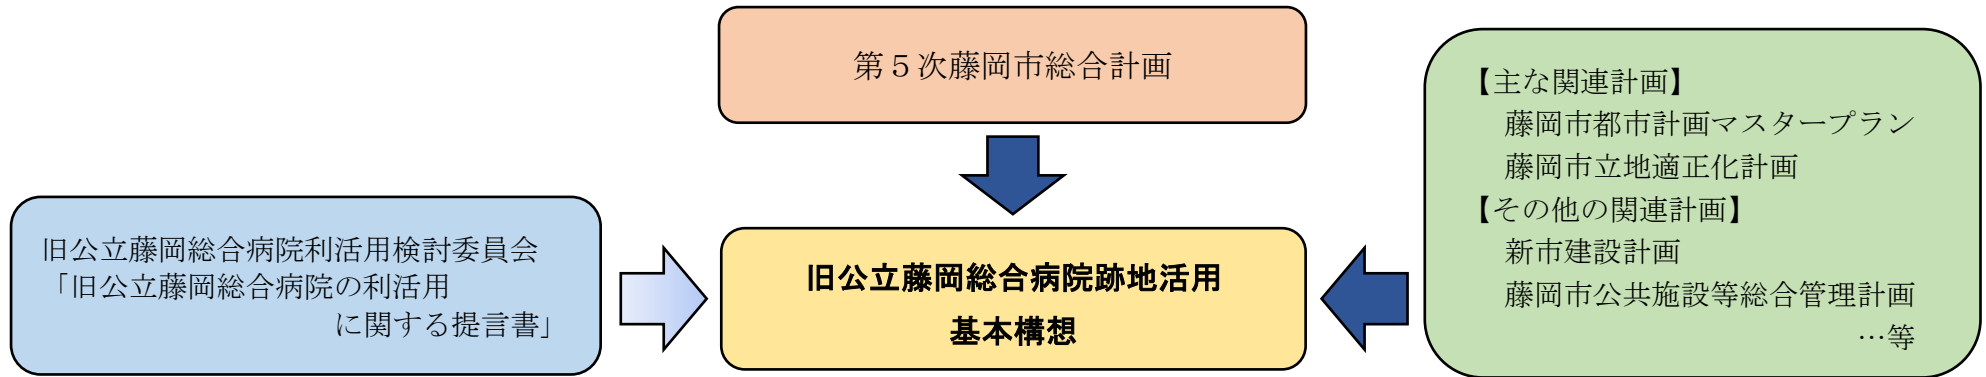 第５次藤岡市総合計画
旧公立藤岡総合病院利活用検討委員会
「旧公立藤岡総合病院の利活用
に関する提言書」
旧公立藤岡総合病院跡地活用
基本構想
【主な関連計画】
藤岡市都市計画マスタープラン
藤岡市立地適正化計画
【その他の関連計画】
新市建設計画
藤岡市公共施設等総合管理計画
…等